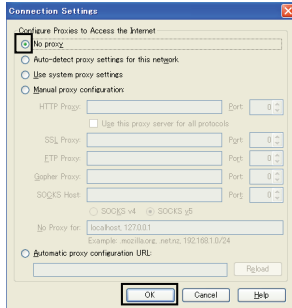 Connection Settings
Configure Proxies to Access the Internet
No proxy
Auto-detect proxy settings for this network
Use system proxy settings
Manual proxy configuration:
HTTP Proxy: Port: 0
Use this proxy server for all protocols
SSL Proxy: Port: 0
FTP Proxy: Port: 0
Gopher Proxy: Port: 0
SOCKS Host: Port: 0
SOCKS v4 SOCKS v5
No Proxy for: localhost, 127.0.0.1
Example: .mozilla.org, .net.nz, 192.168.1.0/24
Automatic proxy configuration URL:
Reload
OK Cancel Help